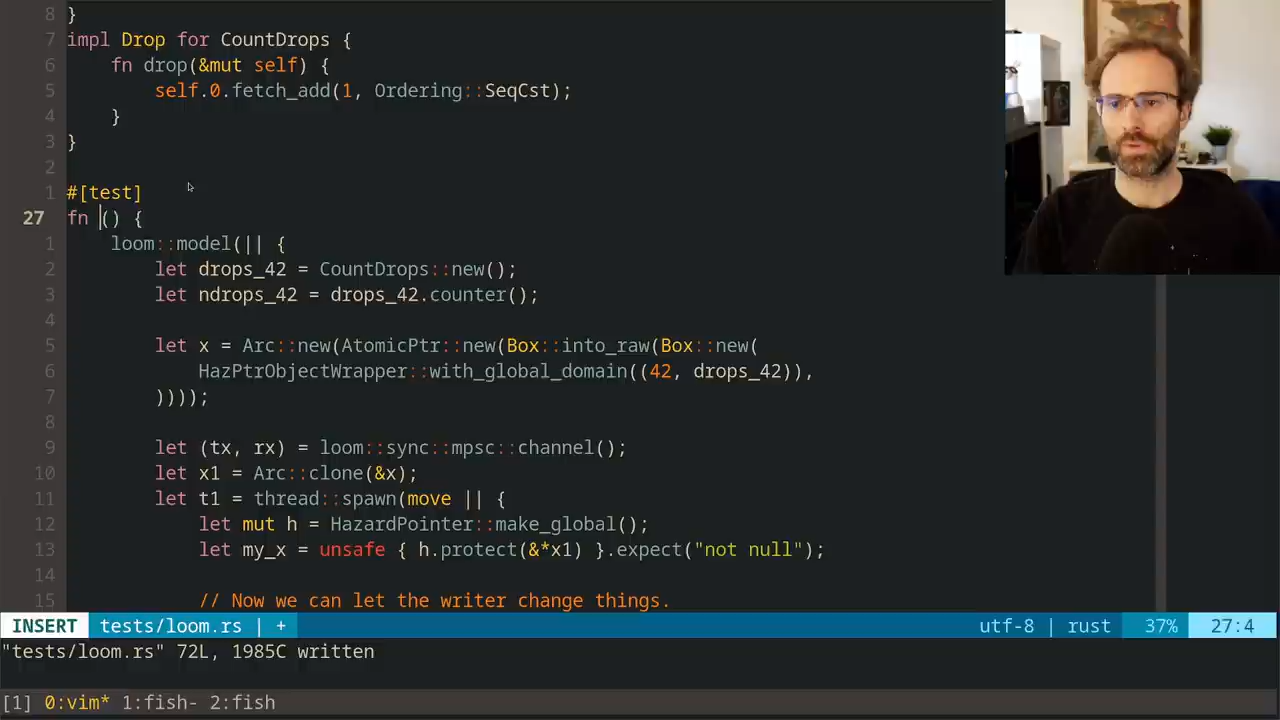 8 }
7 impl Drop for CountDrops {
6     fn drop(&mut self) {
5         self.0.fetch_add(1, Ordering::SeqCst);
4     }
3 }
2
1 #[test]
27 fn () {
1     loom::model(|| {
2         let drops_42 = CountDrops::new();
3         let ndrops_42 = drops_42.counter();
4
5         let x = Arc::new(AtomicPtr::new(Box::into_raw(Box::new(
6             HazPtrObjectWrapper::with_global_domain((42, drops_42)),
7         ))));
8
9         let (tx, rx) = loom::sync::mpsc::channel();
10         let x1 = Arc::clone(&x);
11         let t1 = thread::spawn(move || {
12             let mut h = HazardPointer::make_global();
13             let my_x = unsafe { h.protect(&*x1) }.expect("not null");
14
15             // Now we can let the writer change things.
INSERT tests/loom.rs | + utf-8 | rust 37% 27:4
"tests/loom.rs" 72L, 1985C written
[1] 0:vim* 1:fish- 2:fish